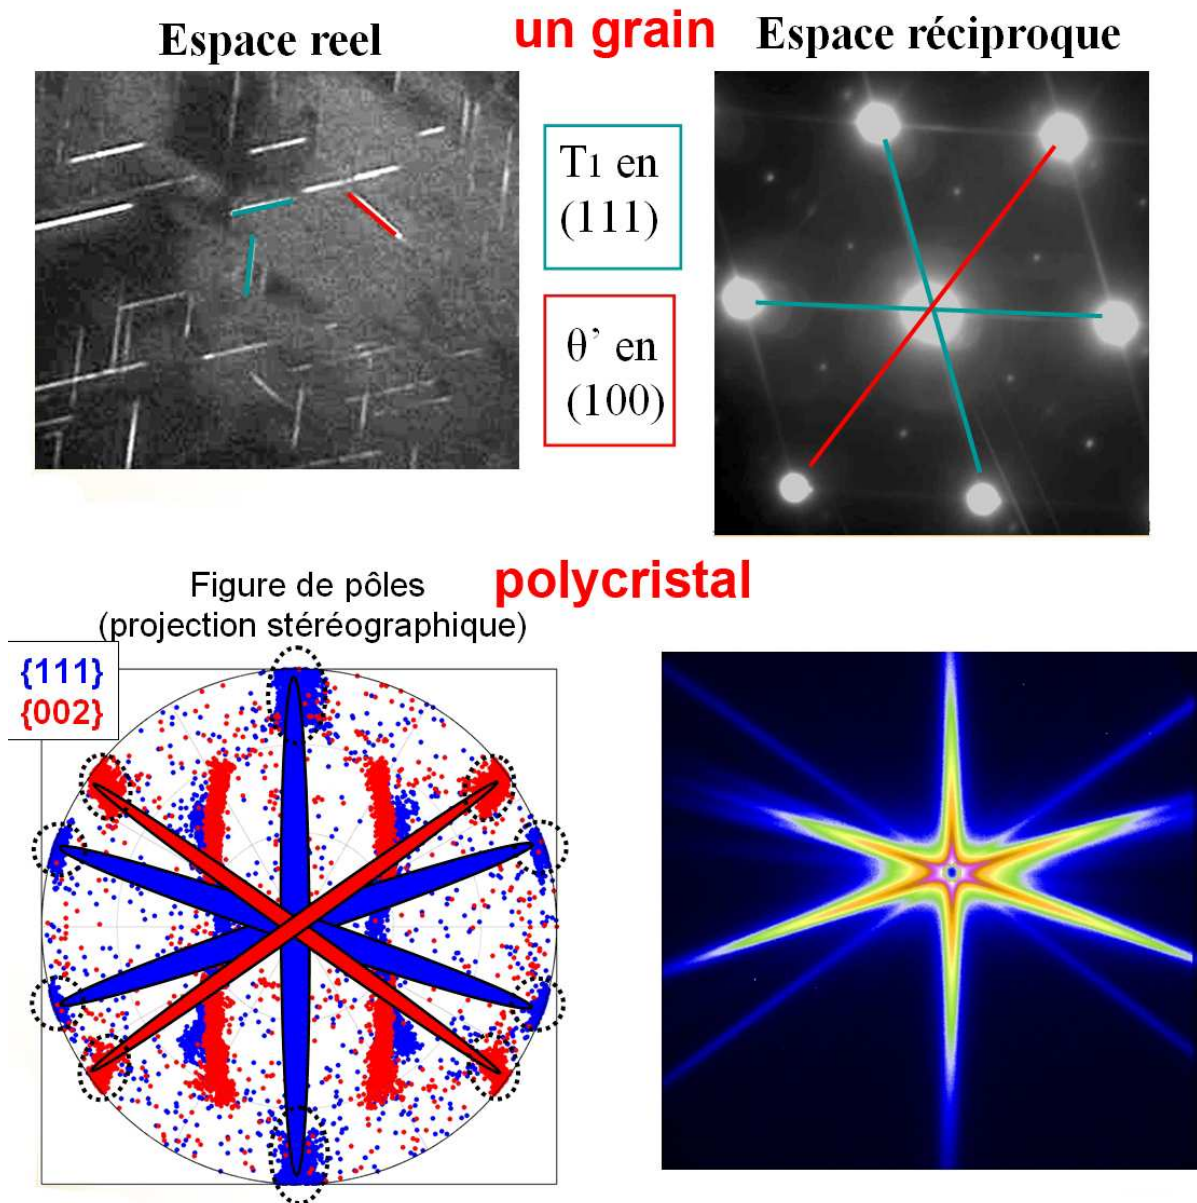 Espace reel
un grain
Espace réciproque
T1 en
(111)
θ’ en
(100)
Figure de pôles
(projection stéréographique)
polycristal
{111}
{002}